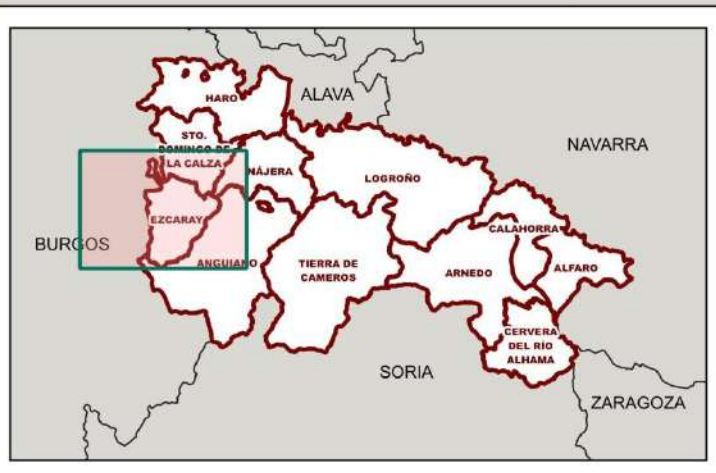 HARO
ALAVA
STO.
DOMINGO DE
LA CALZA
NÁJERA
NAVARRA
LOGROÑO
EZCARAY
BURGOS
ANGUIANO
TIERRA DE
CAMEROS
CALAHORRA
ARNEDO
ALFARO
CERVERA
DEL RÍO
ALHAMA
SORIA
ZARAGOZA